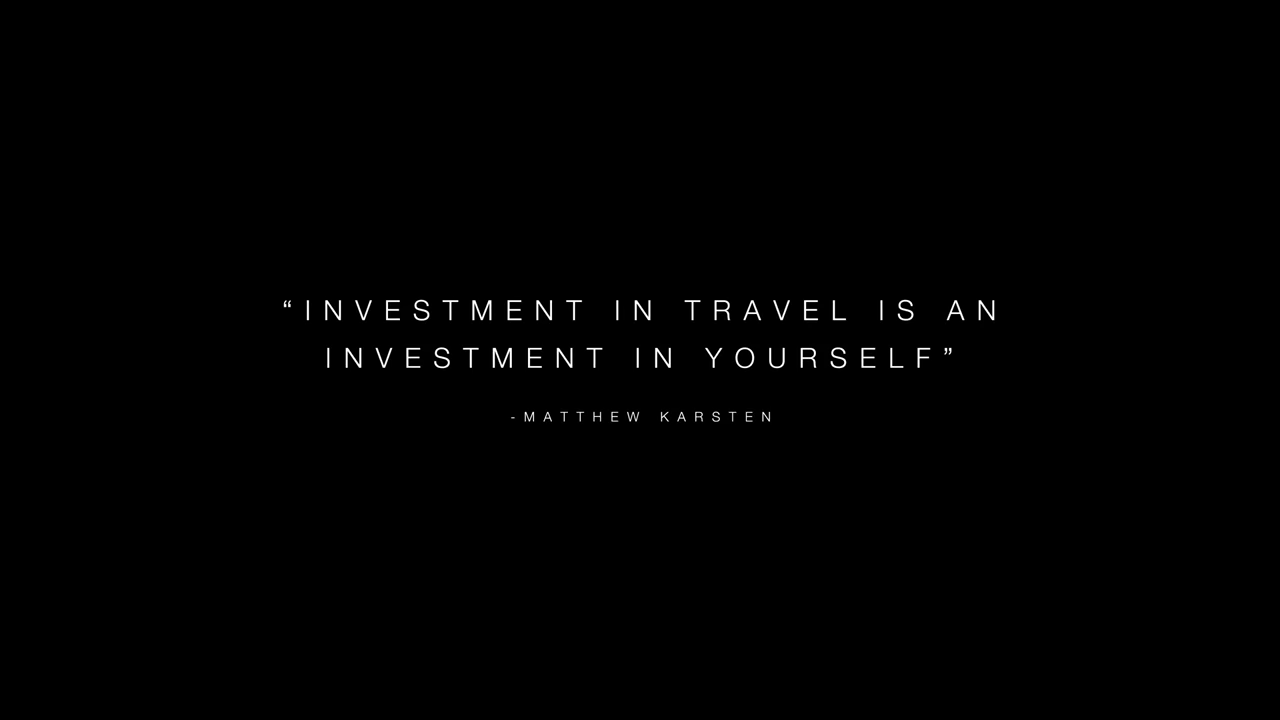 “INVESTMENT IN TRAVEL IS AN
INVESTMENT IN YOURSELF”
-MATTHEW KARSTEN